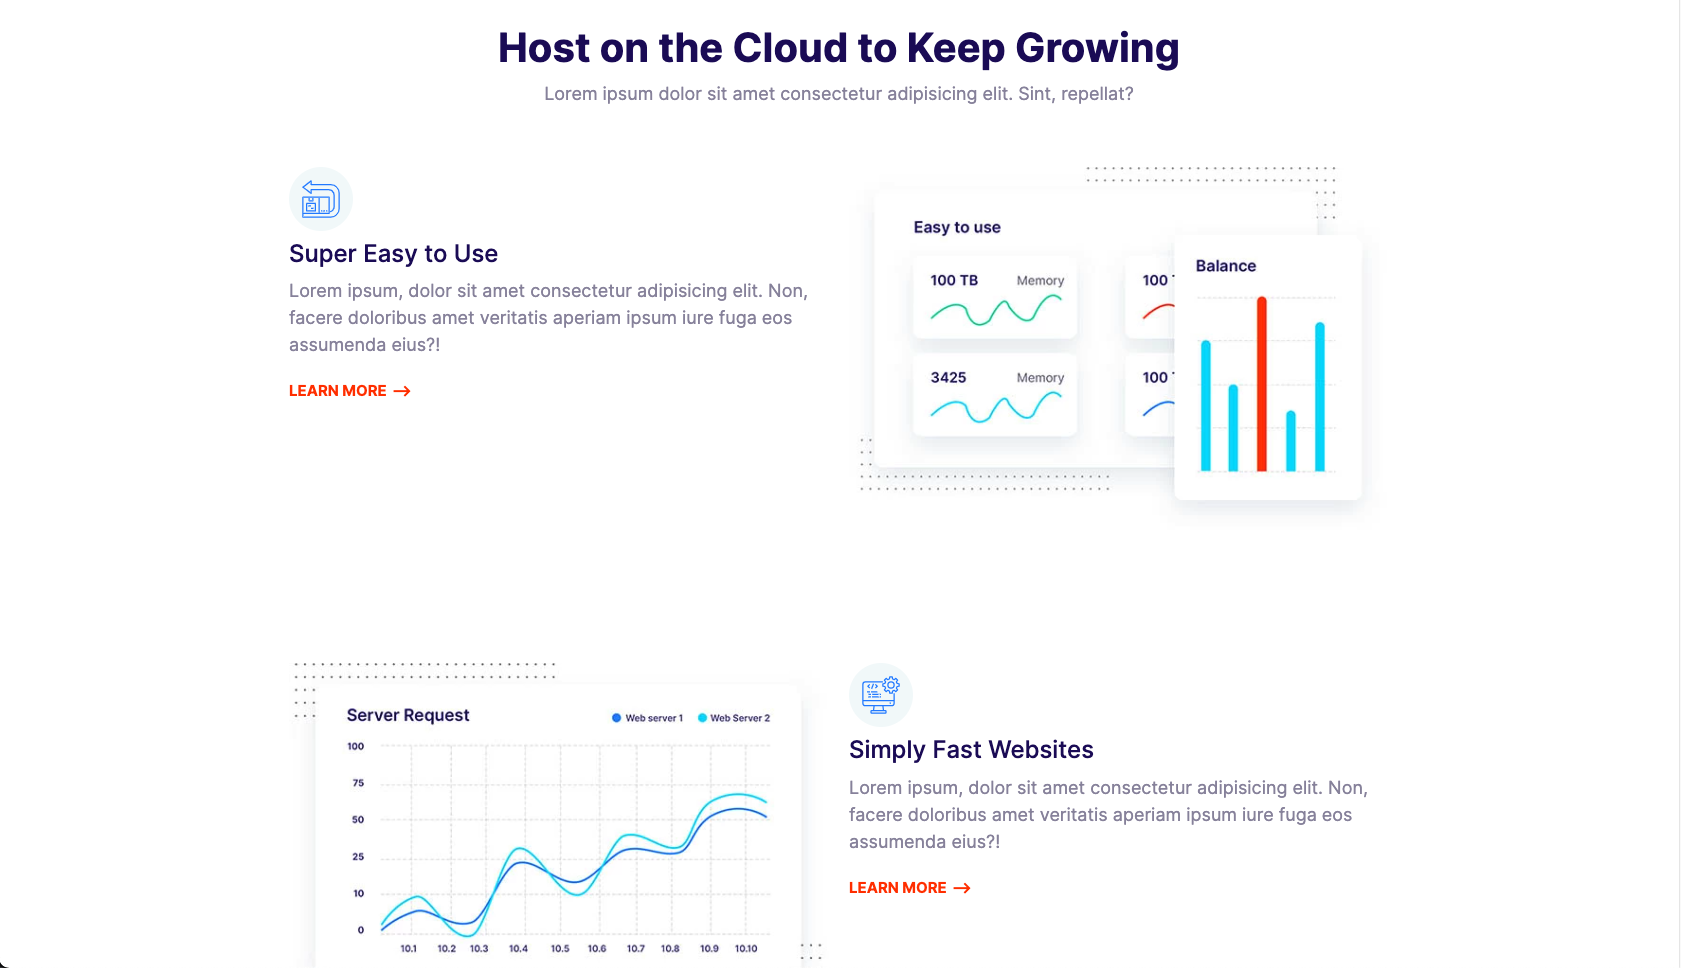 Host on the Cloud to Keep Growing
Lorem ipsum dolor sit amet consectetur adipisicing elit. Sint, repellat?
Super Easy to Use
Lorem ipsum, dolor sit amet consectetur adipisicing elit. Non,
facere doloribus amet veritatis aperiam ipsum iure fuga eos
assumenda eius?!
LEARN MORE
Easy to use
100 TB Memory
100
3425 Memory
100
Balance
Server Request
Web server 1 Web Server 2
100
75
50
25
10
0
10.1 10.2 10.3 10.4 10.5 10.6 10.7 10.8 10.9 10.10
Simply Fast Websites
Lorem ipsum, dolor sit amet consectetur adipisicing elit. Non,
facere doloribus amet veritatis aperiam ipsum iure fuga eos
assumenda eius?!
LEARN MORE